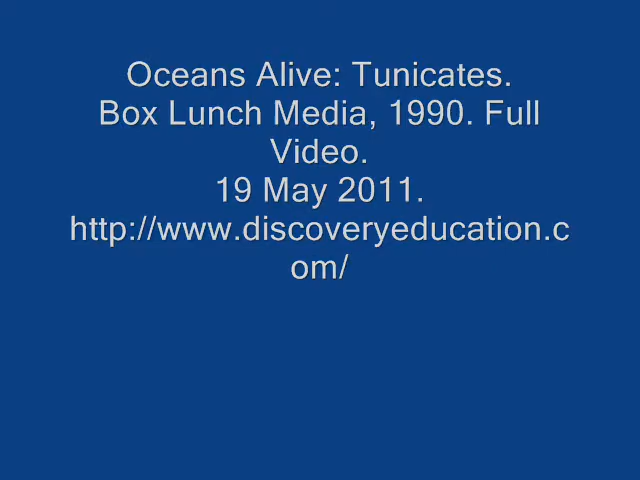 Oceans Alive: Tunicates.
Box Lunch Media, 1990. Full
Video.
19 May 2011.
http://www.discoveryeducation.c
om/